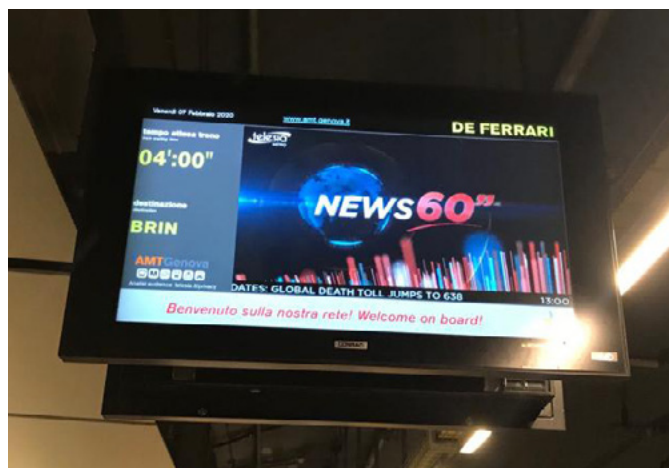 Venerdì 07 Febbraio 2020
www.amt.genova.it
DE FERRARI
tempo attesa treno
04':00"
destinazione
destination
BRIN
AMTGenova
telesia
NEWS60"
DATES: GLOBAL DEATH TOLL JUMPS TO 638
13:00
Benvenuto sulla nostra rete! Welcome on board!